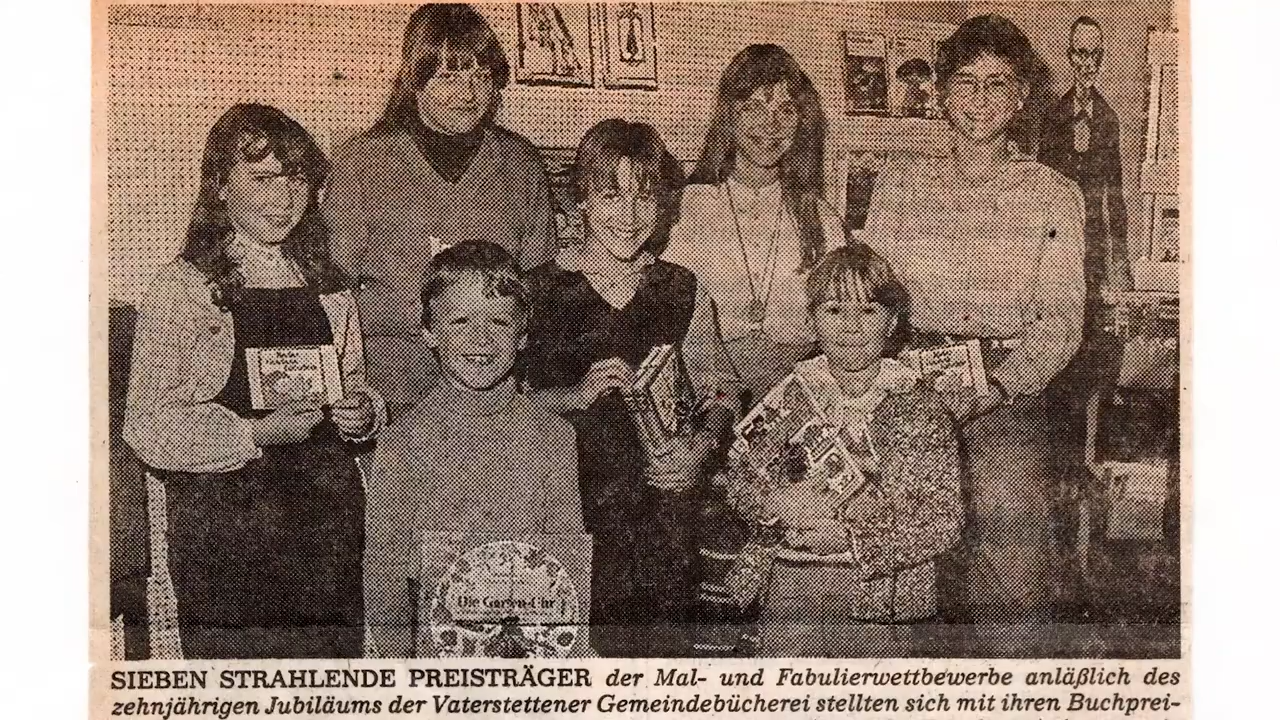 Die Garten-Uhr
SIEBEN STRAHLENDE PREISTRÄGER der Mal- und Fabulierwettbewerbe anläßlich des
zehnjährigen Jubiläums der Vaterstettener Gemeindebücherei stellten sich mit ihren Buchprei-